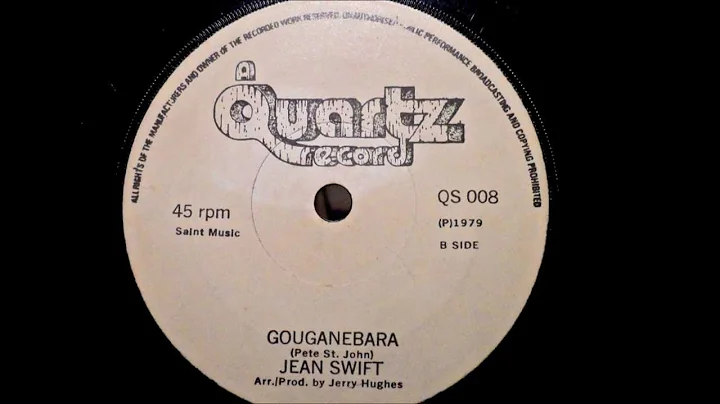 ALL RIGHTS OF THE MANUFACTURERS AND OWNER OF THE RECORDED WORK RESERVED. UNAUTHORISED PUBLIC PERFORMANCE BROADCASTING AND COPYING PROHIBITED
A
Quartz
record
45 rpm
Saint Music
QS 008
(P)1979
B SIDE
GOUGANEBARA
(Pete St. John)
JEAN SWIFT
Arr./Prod. by Jerry Hughes